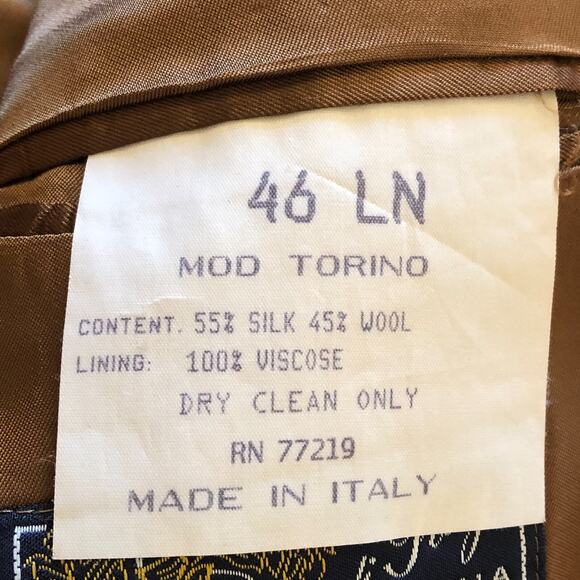 46 LN
MOD TORINO
CONTENT. 55% SILK 45% WOOL
LINING: 100% VISCOSE
DRY CLEAN ONLY
RN 77219
MADE IN ITALY